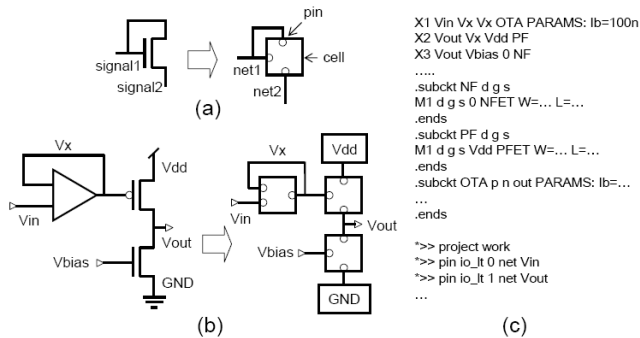 pin
cell
signal1
signal2
net1
net2
(a)
Vx
Vdd
Vin
Vout
Vbias
GND
Vx
Vdd
Vin
Vout
Vbias
GND
(b)
X1 Vin Vx Vx OTA PARAMS: Ib=100n
X2 Vout Vx Vdd PF
X3 Vout Vbias 0 NF
…..
.subckt NF d g s
M1 d g s 0 NFET W=… L=…
.ends
.subckt PF d g s
M1 d g s Vdd PFET W=… L=…
.ends
.subckt OTA p n out PARAMS: Ib=…
…
.ends
*>> project work
*>> pin io_lt 0 net Vin
*>> pin io_lt 1 net Vout
…
(c)